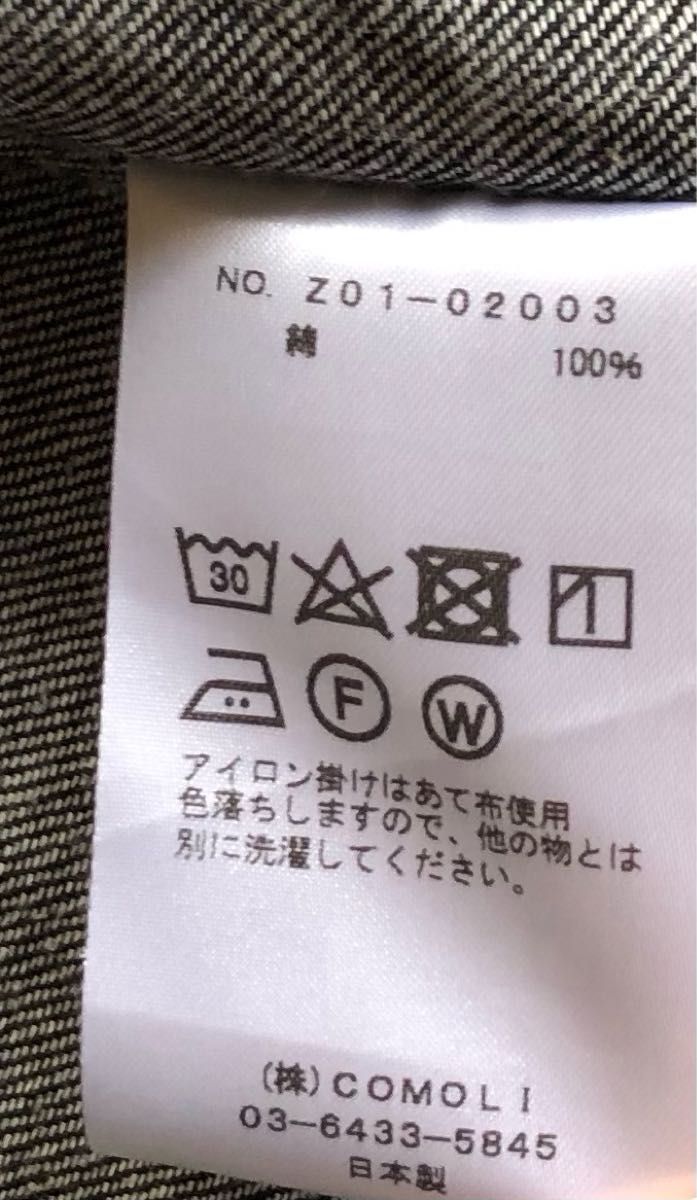 NO. Z01-02003
綿 100%
30
F W
アイロン掛けはあて布使用
色落ちしますので、他の物とは
別に洗濯してください。
(株)COMOLI
03-6433-5845
日本製